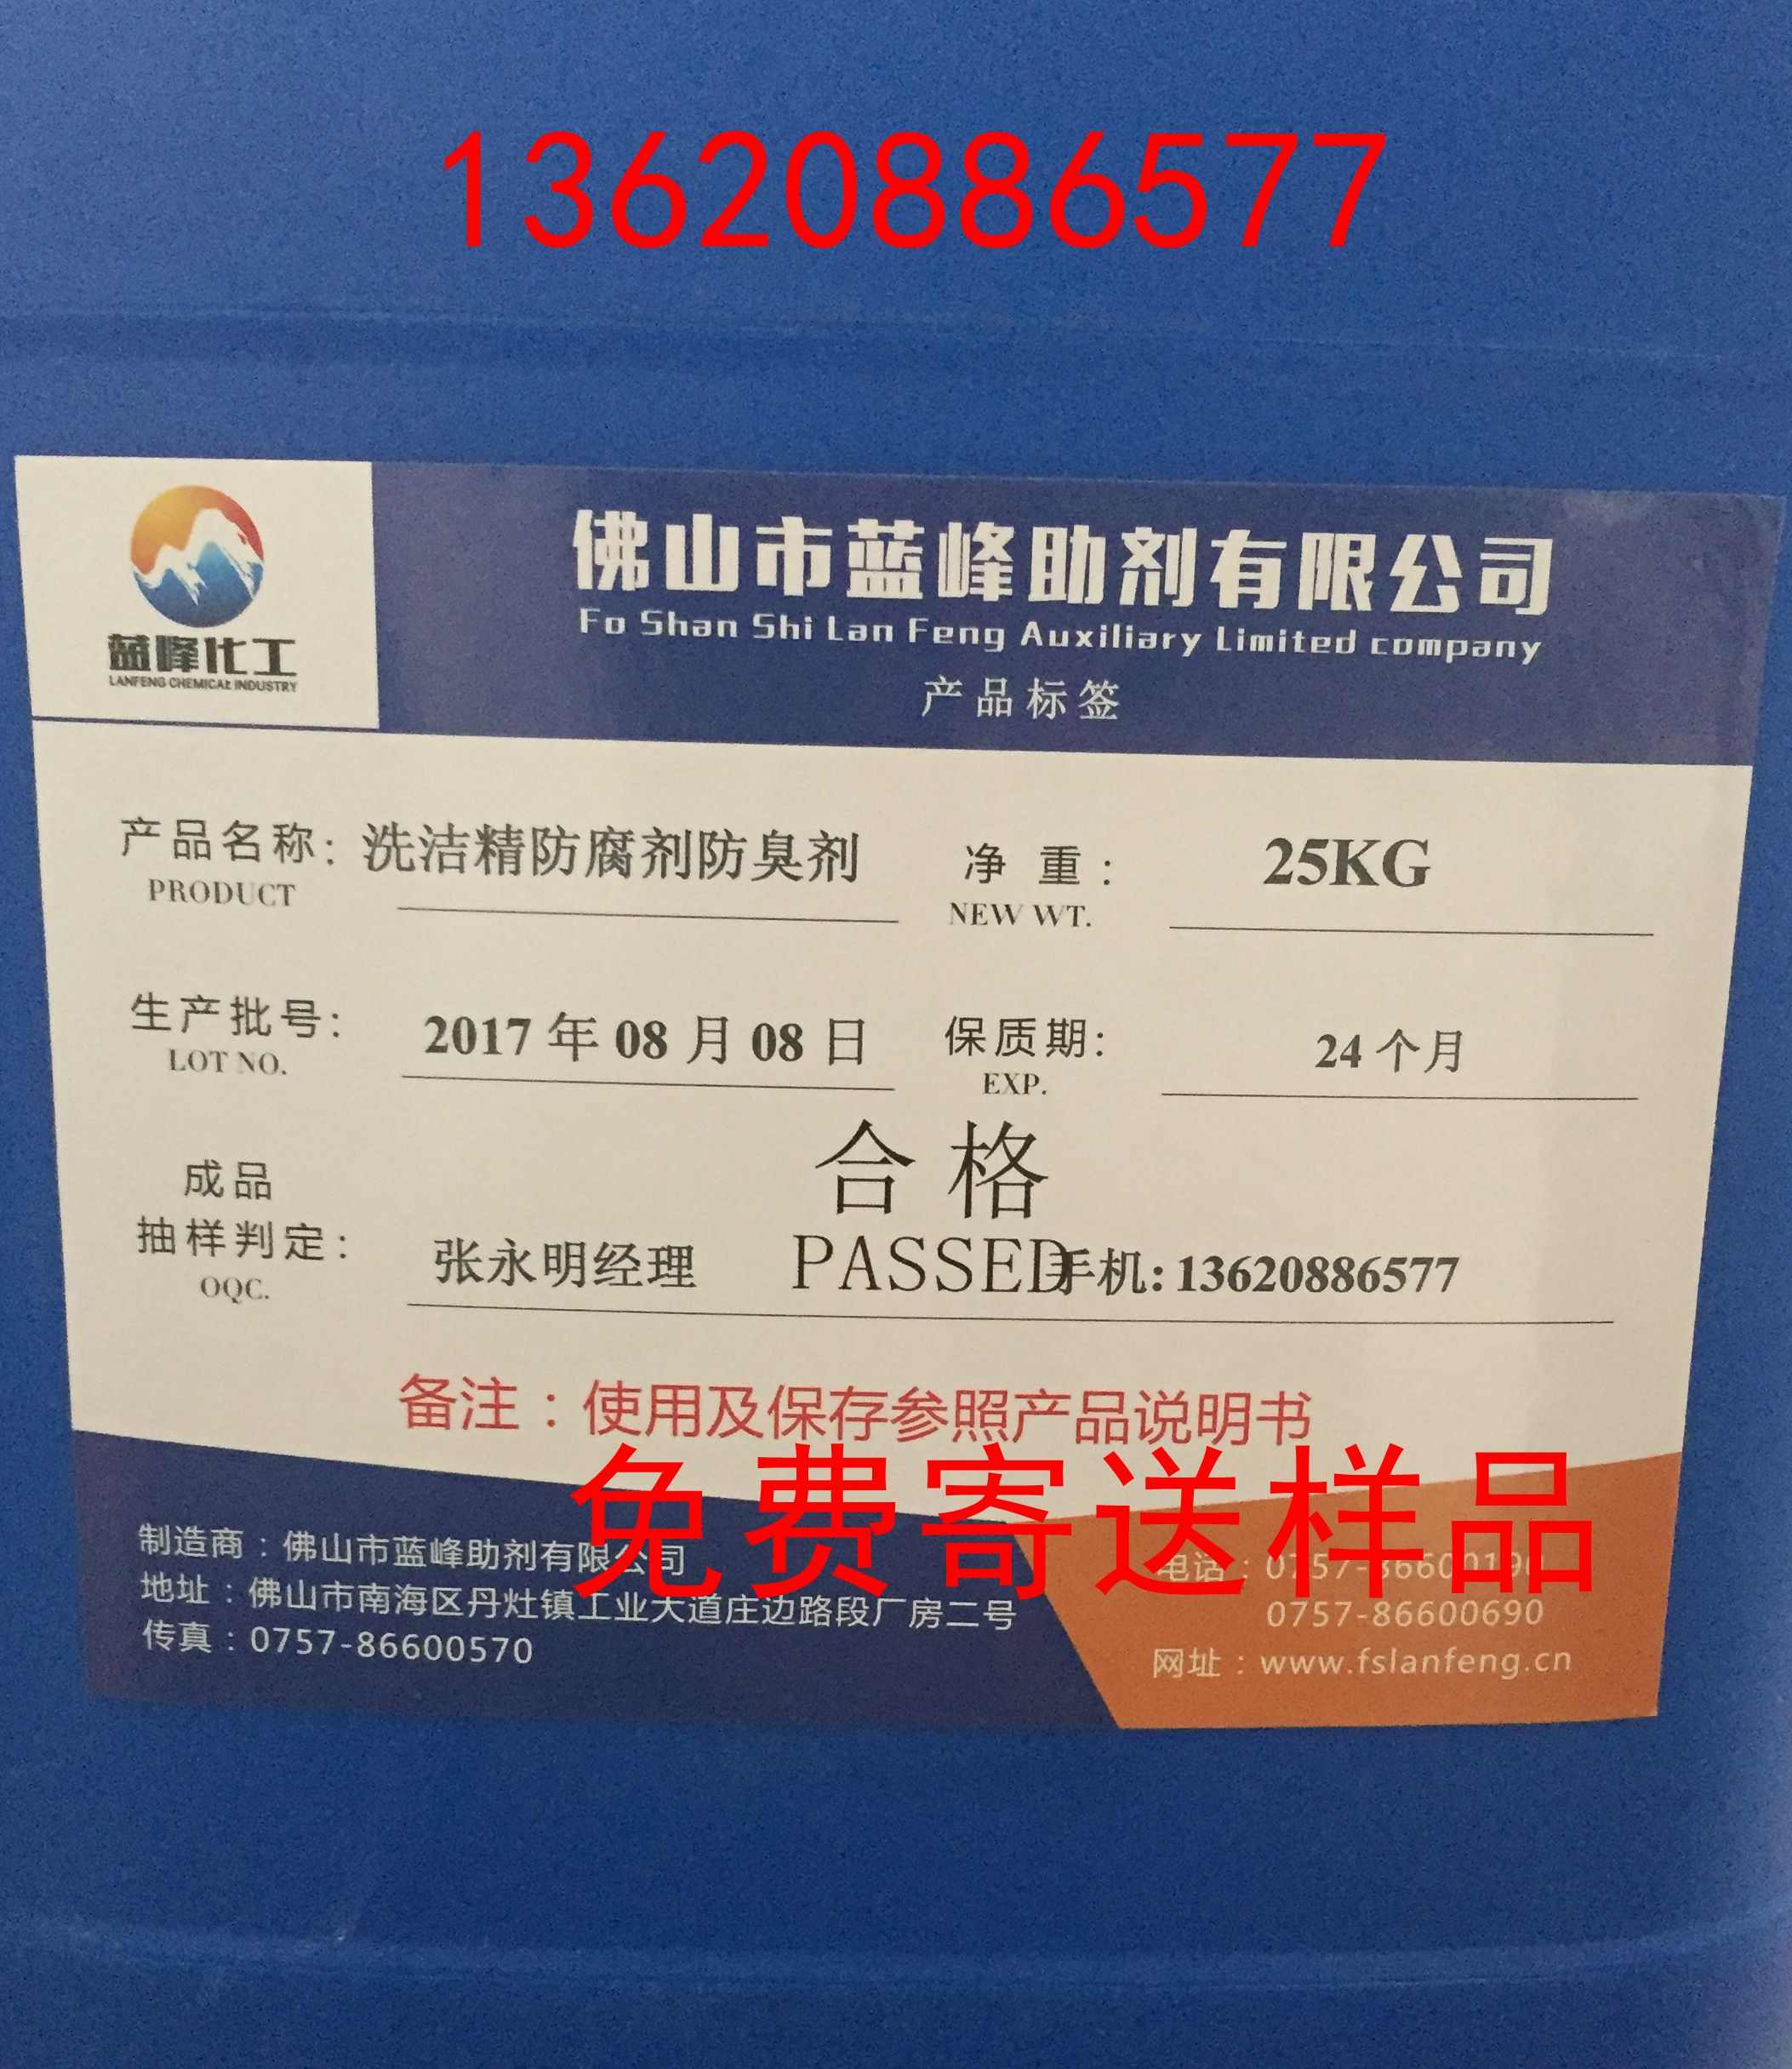 13620886577
蓝峰化工
LANFENG CHEMICAL INDUSTRY
佛山市蓝峰助剂有限公司
Fo Shan Shi Lan Feng Auxiliary Limited company
产品标签
产品名称: 洗洁精防腐剂防臭剂 净 重: 25KG
PRODUCT NEW WT.
生产批号: 2017年08月08日 保质期: 24个月
LOT NO. EXP.
合格
成品
抽样判定: 张永明经理 PASSED 手机:13620886577
OQC.
备注：使用及保存参照产品说明书
免费寄送样品
制造商：佛山市蓝峰助剂有限公司
地址：佛山市南海区丹灶镇工业大道庄边路段厂房二号
传真：0757-86600570
电话：0757-86600190
0757-86600690
网址：www.fslanfeng.cn